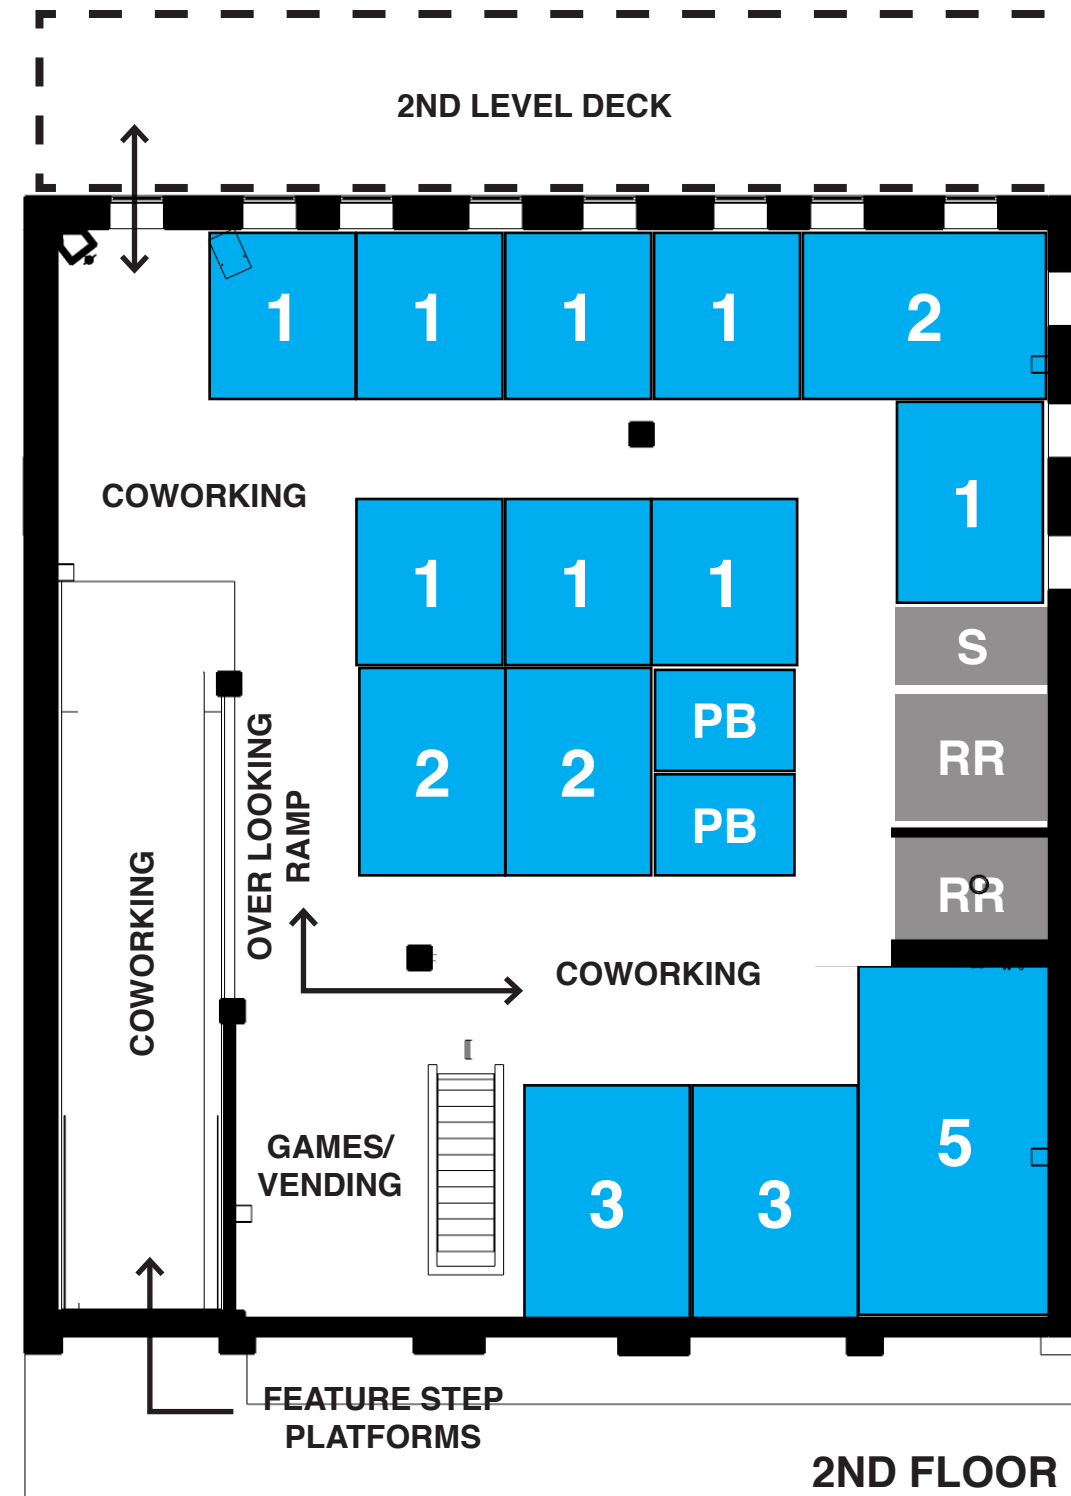 2ND LEVEL DECK
1
1
1
1
2
COWORKING
1
1
1
1
S
2
2
PB
RR
PB
RR
OVER LOOKING
RAMP
COWORKING
COWORKING
GAMES/
VENDING
3
3
5
FEATURE STEP
PLATFORMS
2ND FLOOR